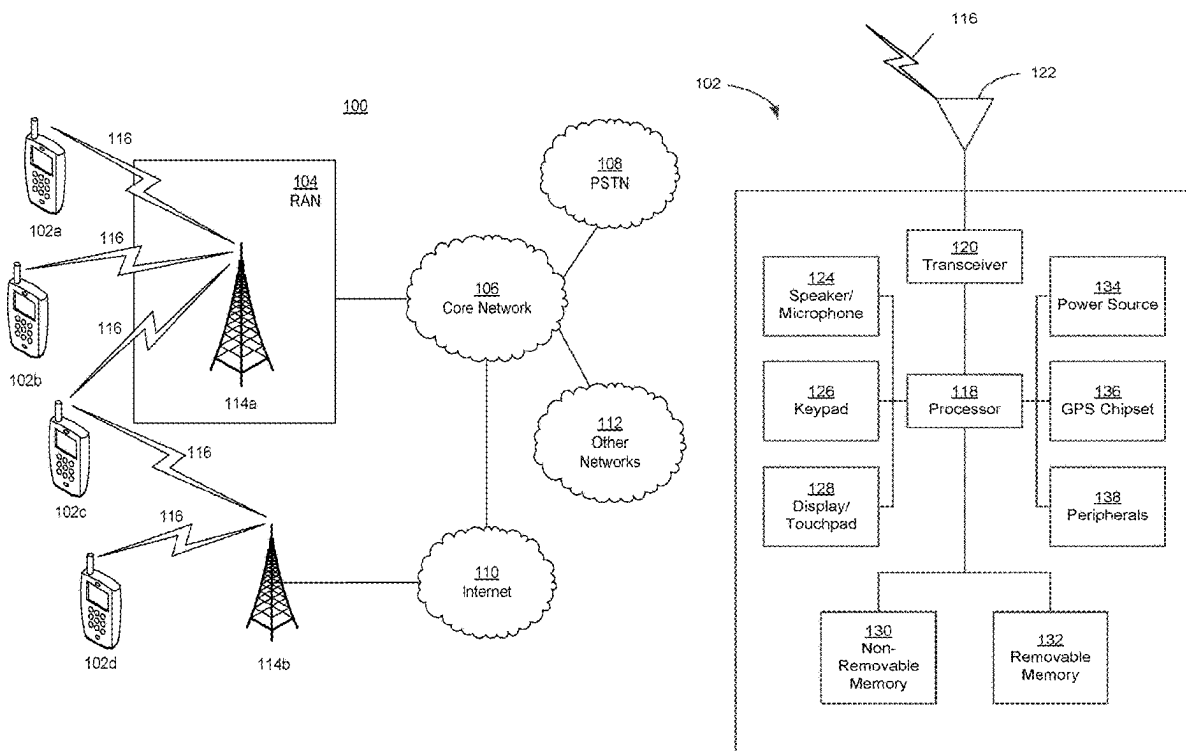 100
116
102a
104
RAN
116
102b
116
114a
102c
116
116
102d
114b
106
Core Network
108
PSTN
112
Other
Networks
110
Internet
116
102
122
120
Transceiver
124
Speaker/
Microphone
134
Power Source
126
Keypad
118
Processor
136
GPS Chipset
128
Display/
Touchpad
138
Peripherals
130
Non-
Removable
Memory
132
Removable
Memory